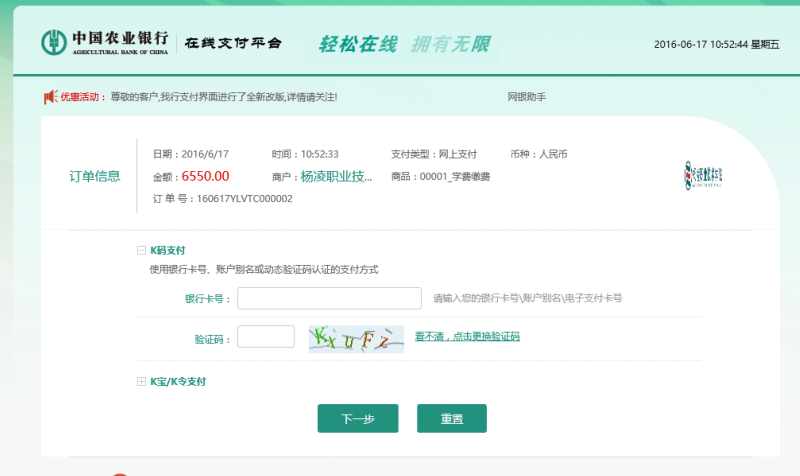 中国农业银行 在线支付平台 轻松在线 拥有无限
AGRICULTURAL BANK OF CHINA
2016-06-17 10:52:44 星期五
优惠活动： 尊敬的客户,我行支付界面进行了全新改版,详情请关注! 网银助手
订单信息
日期：2016/6/17 时间：10:52:33 支付类型：网上支付 币种：人民币
金额：6550.00 商户：杨凌职业技... 商品：00001_学费缴费
订 单 号：160617YLVTC000002
K码支付
使用银行卡号、账户别名或动态验证码认证的支付方式
银行卡号： 请输入您的银行卡号\账户别名\电子支付卡号
验证码： KxuFz 看不清，点击更换验证码
K宝/K令支付
下一步 重置